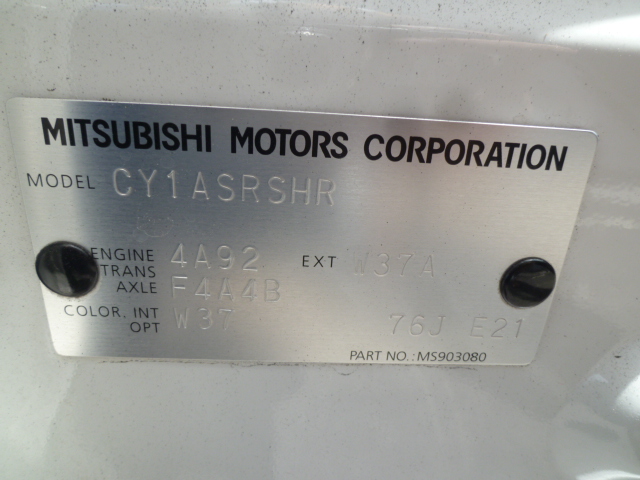 MITSUBISHI MOTORS CORPORATION
MODEL CY1ASRSHR
ENGINE 4A92 EXT W37A
TRANS AXLE F4A4B
COLOR. INT OPT W37 76J E21
PART NO.: MS903080